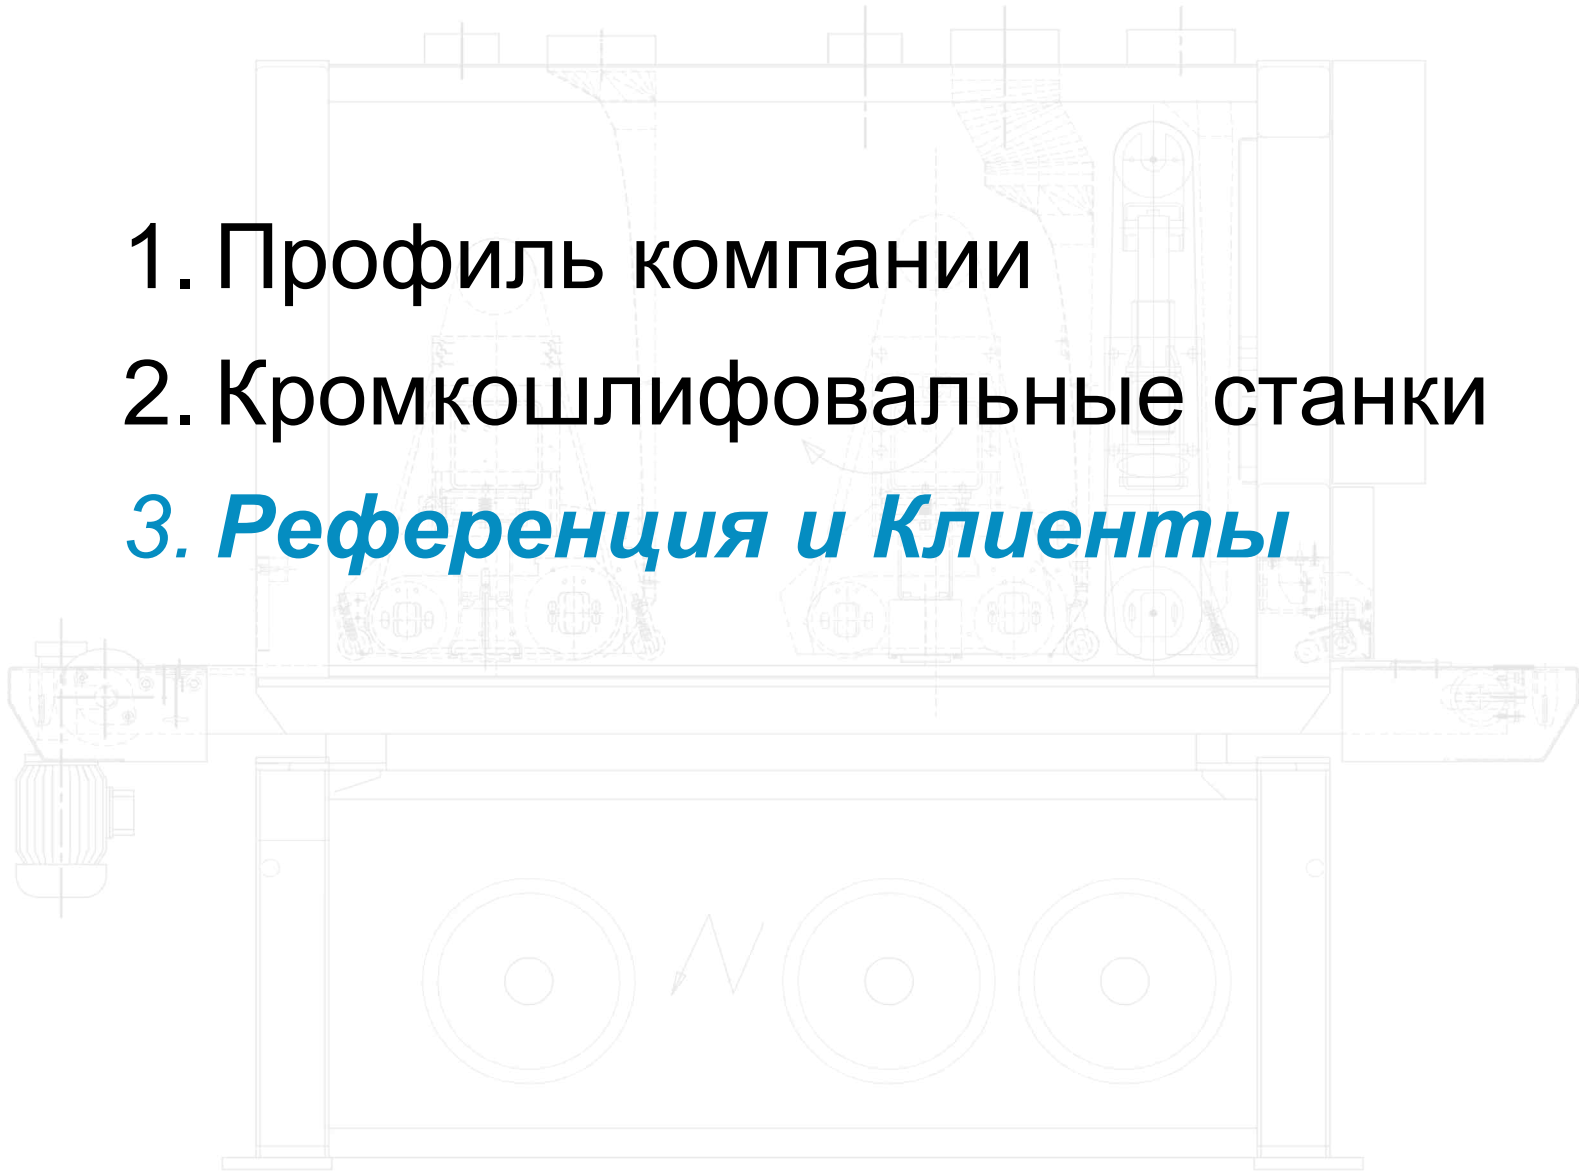 1. Профиль компании
2. Кромкошлифовальные станки
3. Референция и Клиенты